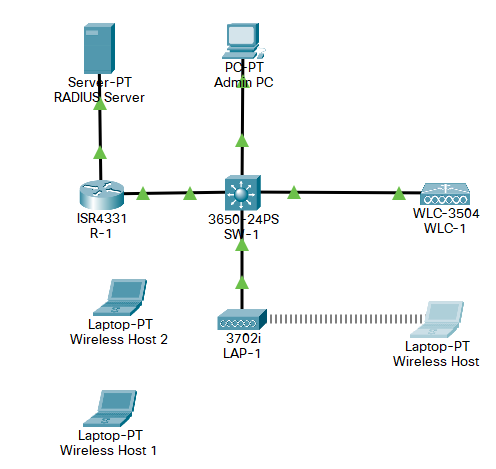 Server-PT
RADIUS Server
PC-PT
Admin PC
ISR4331
R-1
3650-24PS
SW-1
WLC-3504
WLC-1
Laptop-PT
Wireless Host 2
3702i
LAP-1
Laptop-PT
Wireless Host
Laptop-PT
Wireless Host 1